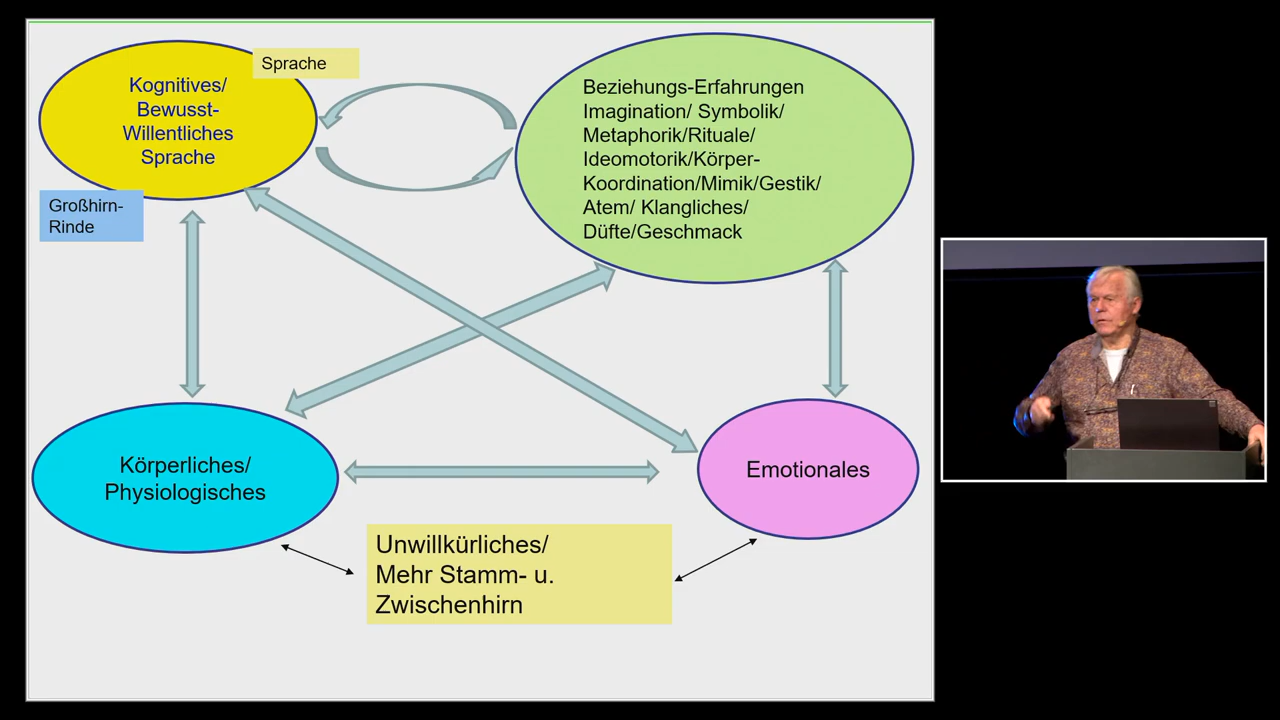 Sprache
Kognitives/
Bewusst-
Willentliches
Sprache
Großhirn-
Rinde
Beziehungs-Erfahrungen
Imagination/ Symbolik/
Metaphorik/Rituale/
Ideomotorik/Körper-
Koordination/Mimik/Gestik/
Atem/ Klangliches/
Düfte/Geschmack
Körperliches/
Physiologisches
Emotionales
Unwillkürliches/
Mehr Stamm- u.
Zwischenhirn